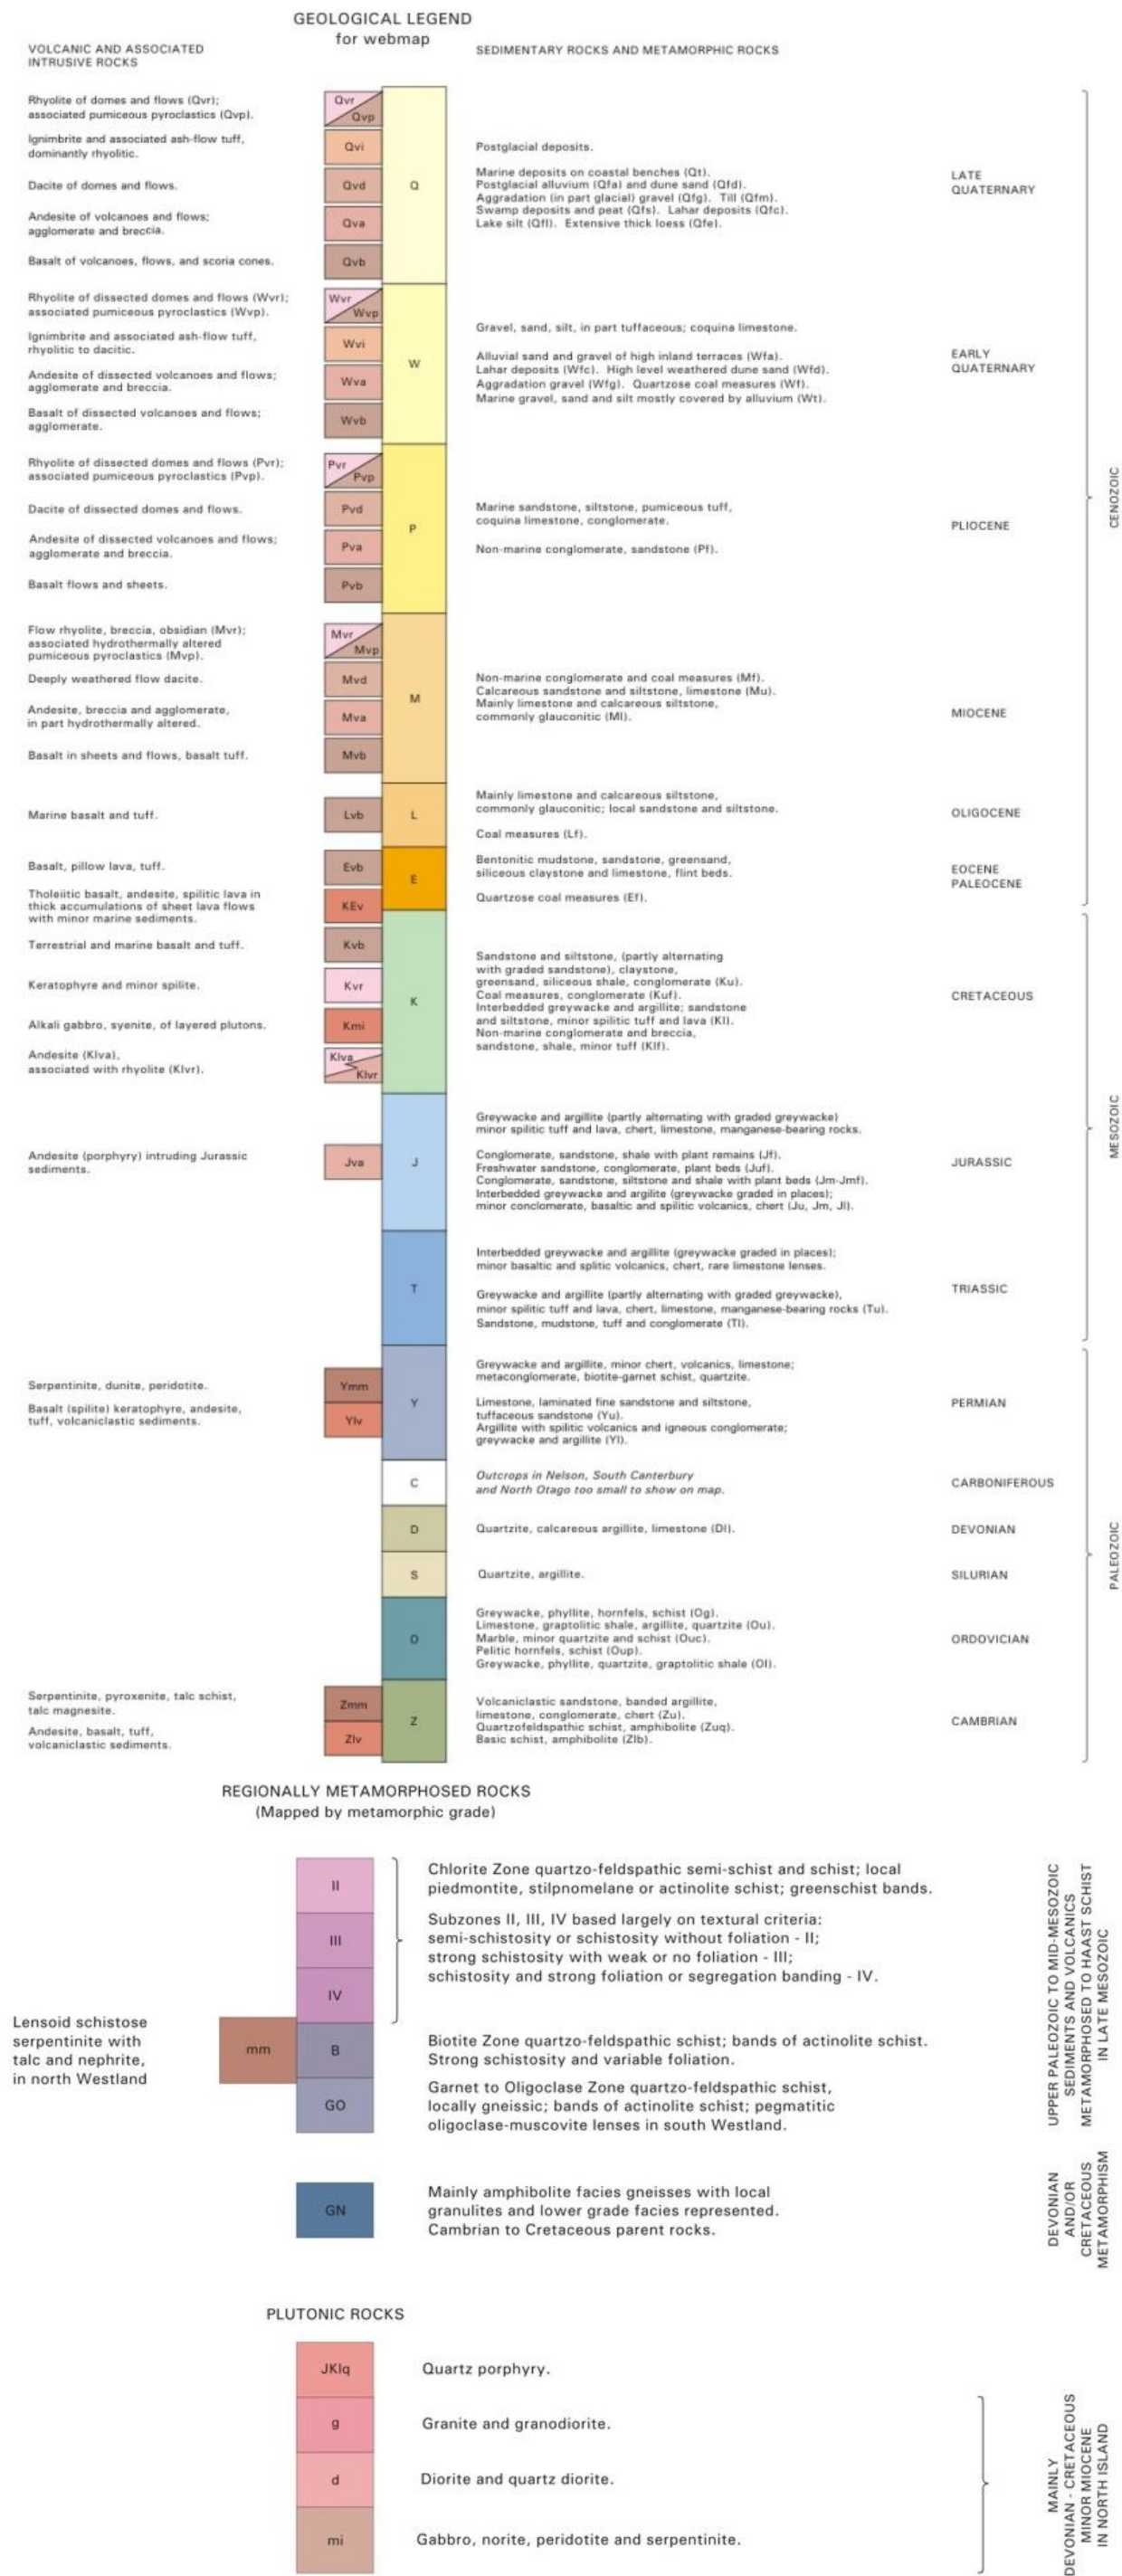 GEOLOGICAL LEGEND
for webmap
VOLCANIC AND ASSOCIATED
INTRUSIVE ROCKS
SEDIMENTARY ROCKS AND METAMORPHIC ROCKS
Rhyolite of domes and flows (Qvr);
associated pumiceous pyroclastics (Qvp).
Qvr
Qvp
Ignimbrite and associated ash-flow tuff,
dominantly rhyolitic.
Qvi
Dacite of domes and flows.
Qvd
Andesite of volcanoes and flows;
agglomerate and breccia.
Qva
Basalt of volcanoes, flows, and scoria cones.
Qvb
Q
Postglacial deposits.
Marine deposits on coastal benches (Qt).
Postglacial alluvium (Qfa) and dune sand (Qfd).
Aggradation (in part glacial) gravel (Qfg). Till (Qfm).
Swamp deposits and peat (Qfs). Lahar deposits (Qfc).
Lake silt (Qfl). Extensive thick loess (Qfe).
LATE
QUATERNARY
Rhyolite of dissected domes and flows (Wvr);
associated pumiceous pyroclastics (Wvp).
Wvr
Wvp
Ignimbrite and associated ash-flow tuff,
rhyolitic to dacitic.
Wvi
Andesite of dissected volcanoes and flows;
agglomerate and breccia.
Wva
Basalt of dissected volcanoes and flows;
agglomerate.
Wvb
W
Gravel, sand, silt, in part tuffaceous; coquina limestone.
Alluvial sand and gravel of high inland terraces (Wfa).
Lahar deposits (Wfc). High level weathered dune sand (Wfd).
Aggradation gravel (Wfg). Quartzose coal measures (Wf).
Marine gravel, sand and silt mostly covered by alluvium (Wt).
EARLY
QUATERNARY
Rhyolite of dissected domes and flows (Pvr);
associated pumiceous pyroclastics (Pvp).
Pvr
Pvp
Dacite of dissected domes and flows.
Pvd
Andesite of dissected volcanoes and flows;
agglomerate and breccia.
Pva
Basalt flows and sheets.
Pvb
P
Marine sandstone, siltstone, pumiceous tuff,
coquina limestone, conglomerate.
Non-marine conglomerate, sandstone (Pf).
PLIOCENE
CENOZOIC
Flow rhyolite, breccia, obsidian (Mvr);
associated hydrothermally altered
pumiceous pyroclastics (Mvp).
Mvr
Mvp
Deeply weathered flow dacite.
Mvd
Andesite, breccia and agglomerate,
in part hydrothermally altered.
Mva
Basalt in sheets and flows, basalt tuff.
Mvb
M
Non-marine conglomerate and coal measures (Mf).
Calcareous sandstone and siltstone, limestone (Mu).
Mainly limestone and calcareous siltstone,
commonly glauconitic (Ml).
MIOCENE
Marine basalt and tuff.
Lvb
L
Mainly limestone and calcareous siltstone,
commonly glauconitic; local sandstone and siltstone.
Coal measures (Lf).
OLIGOCENE
Basalt, pillow lava, tuff.
Evb
Tholeiitic basalt, andesite, spilitic lava in
thick accumulations of sheet lava flows
with minor marine sediments.
KEv
E
Bentonitic mudstone, sandstone, greensand,
siliceous claystone and limestone, flint beds.
Quartzose coal measures (Ef).
EOCENE
PALEOCENE
Terrestrial and marine basalt and tuff.
Kvb
Keratophyre and minor spilite.
Kvr
Alkali gabbro, syenite, of layered plutons.
Kmi
Andesite (Klva),
associated with rhyolite (Klvr).
Klva
Klvr
K
Sandstone and siltstone, (partly alternating
with graded sandstone), claystone,
greensand, siliceous shale, conglomerate (Ku).
Coal measures, conglomerate (Kuf).
Interbedded greywacke and argillite; sandstone
and siltstone, minor spilitic tuff and lava (Kl).
Non-marine conglomerate and breccia,
sandstone, shale, minor tuff (Klf).
CRETACEOUS
Andesite (porphyry) intruding Jurassic
sediments.
Jva
J
Greywacke and argillite (partly alternating with graded greywacke)
minor spilitic tuff and lava, chert, limestone, manganese-bearing rocks.
Conglomerate, sandstone, shale with plant remains (Jf).
Freshwater sandstone, conglomerate, plant beds (Juf).
Conglomerate, sandstone, siltstone and shale with plant beds (Jm-Jmf).
Interbedded greywacke and argilite (greywacke graded in places);
minor conclomerate, basaltic and spilitic volcanics, chert (Ju, Jm, Jl).
JURASSIC
MESOZOIC
T
Interbedded greywacke and argillite (greywacke graded in places);
minor basaltic and splitic volcanics, chert, rare limestone lenses.
Greywacke and argillite (partly alternating with graded greywacke),
minor spilitic tuff and lava, chert, limestone, manganese-bearing rocks (Tu).
Sandstone, mudstone, tuff and conglomerate (Tl).
TRIASSIC
Serpentinite, dunite, peridotite.
Ymm
Basalt (spilite) keratophyre, andesite,
tuff, volcaniclastic sediments.
Ylv
Y
Greywacke and argillite, minor chert, volcanics, limestone;
metaconglomerate, biotite-garnet schist, quartzite.
Limestone, laminated fine sandstone and siltstone,
tuffaceous sandstone (Yu).
Argillite with spilitic volcanics and igneous conglomerate;
greywacke and argillite (Yl).
PERMIAN
C
Outcrops in Nelson, South Canterbury
and North Otago too small to show on map.
CARBONIFEROUS
D
Quartzite, calcareous argillite, limestone (Dl).
DEVONIAN
S
Quartzite, argillite.
SILURIAN
PALEOZOIC
O
Greywacke, phyllite, hornfels, schist (Og).
Limestone, graptolitic shale, argillite, quartzite (Ou).
Marble, minor quartzite and schist (Ouc).
Pelitic hornfels, schist (Oup).
Greywacke, phyllite, quartzite, graptolitic shale (Ol).
ORDOVICIAN
Serpentinite, pyroxenite, talc schist,
talc magnesite.
Zmm
Andesite, basalt, tuff,
volcaniclastic sediments.
Zlv
Z
Volcaniclastic sandstone, banded argillite,
limestone, conglomerate, chert (Zu).
Quartzofeldspathic schist, amphibolite (Zuq).
Basic schist, amphibolite (Zlb).
CAMBRIAN
REGIONALLY METAMORPHOSED ROCKS
(Mapped by metamorphic grade)
II
III
IV
Chlorite Zone quartzo-feldspathic semi-schist and schist; local
piedmontite, stilpnomelane or actinolite schist; greenschist bands.
Subzones II, III, IV based largely on textural criteria:
semi-schistosity or schistosity without foliation - II;
strong schistosity with weak or no foliation - III;
schistosity and strong foliation or segregation banding - IV.
Lensoid schistose
serpentinite with
talc and nephrite,
in north Westland
mm
B
Biotite Zone quartzo-feldspathic schist; bands of actinolite schist.
Strong schistosity and variable foliation.
GO
Garnet to Oligoclase Zone quartzo-feldspathic schist,
locally gneissic; bands of actinolite schist; pegmatitic
oligoclase-muscovite lenses in south Westland.
UPPER PALEOZOIC TO MID-MESOZOIC
SEDIMENTS AND VOLCANICS
METAMORPHOSED TO HAAST SCHIST
IN LATE MESOZOIC
GN
Mainly amphibolite facies gneisses with local
granulites and lower grade facies represented.
Cambrian to Cretaceous parent rocks.
DEVONIAN
AND/OR
CRETACEOUS
METAMORPHISM
PLUTONIC ROCKS
JKlq
Quartz porphyry.
g
Granite and granodiorite.
d
Diorite and quartz diorite.
mi
Gabbro, norite, peridotite and serpentinite.
MAINLY
DEVONIAN - CRETACEOUS
MINOR MIOCENE
IN NORTH ISLAND